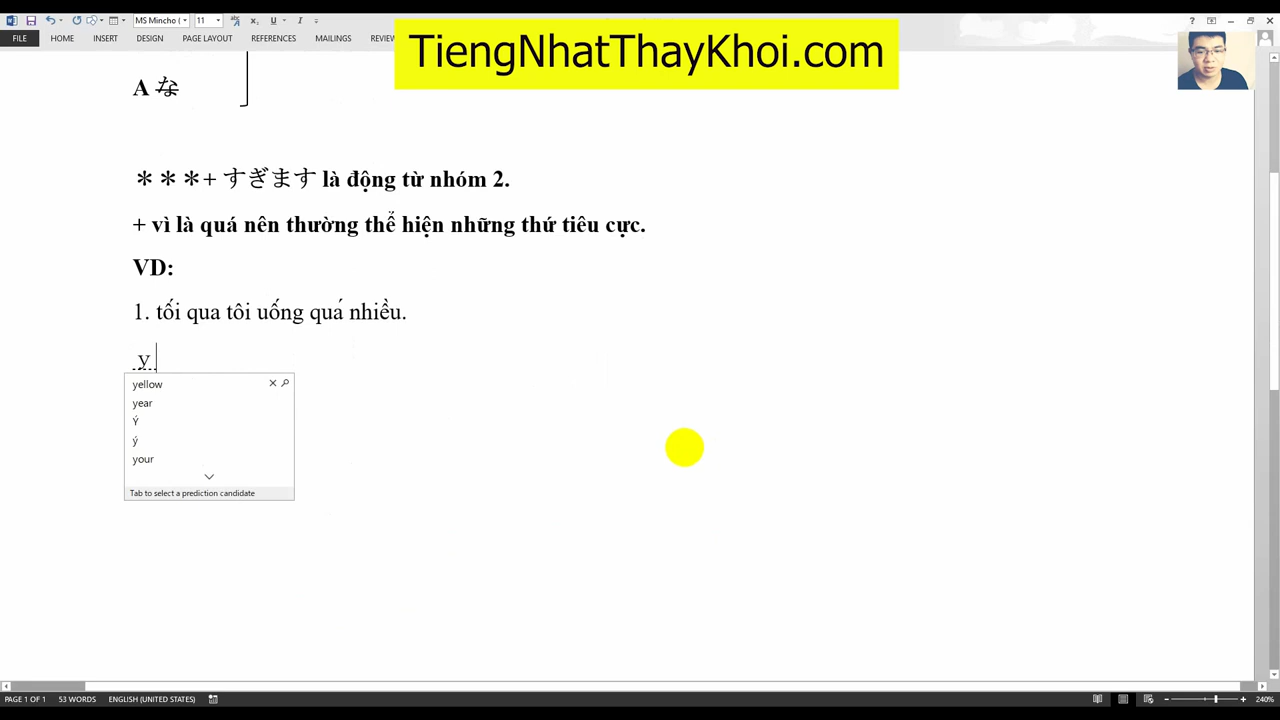 MS Mincho ( 11
FILE HOME INSERT DESIGN PAGE LAYOUT REFERENCES MAILINGS
TiengNhatThayKhoi.com
A な
＊＊＊+ すぎます là động từ nhóm 2.
+ vì là quá nên thường thể hiện những thứ tiêu cực.
VD:
1. tối qua tôi uống quá nhiều.
y
yellow
year
Ý
ý
your
Tab to select a prediction candidate
PAGE 1 OF 1 53 WORDS ENGLISH (UNITED STATES) 240%